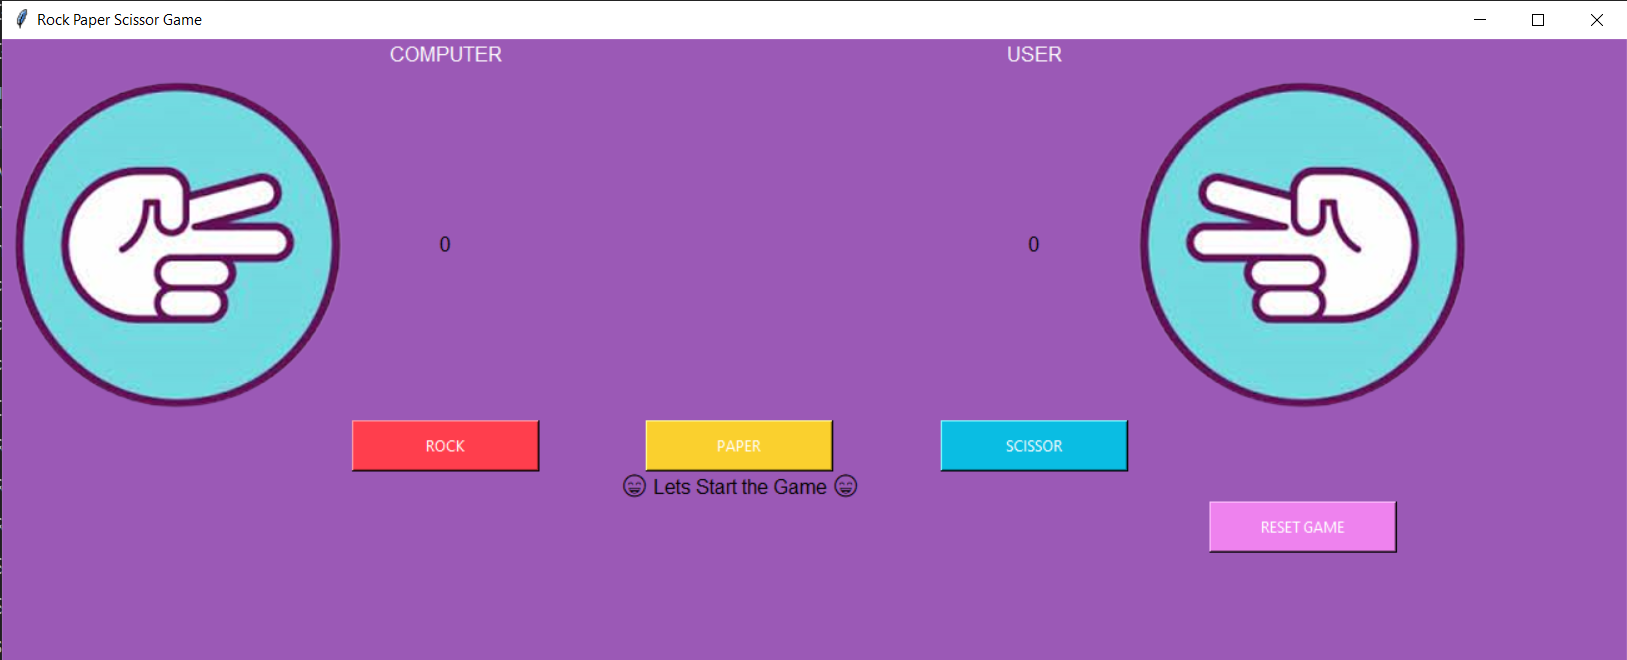 Rock Paper Scissor Game
COMPUTER
USER
0
0
ROCK
PAPER
SCISSOR
😄 Lets Start the Game 😄
RESET GAME